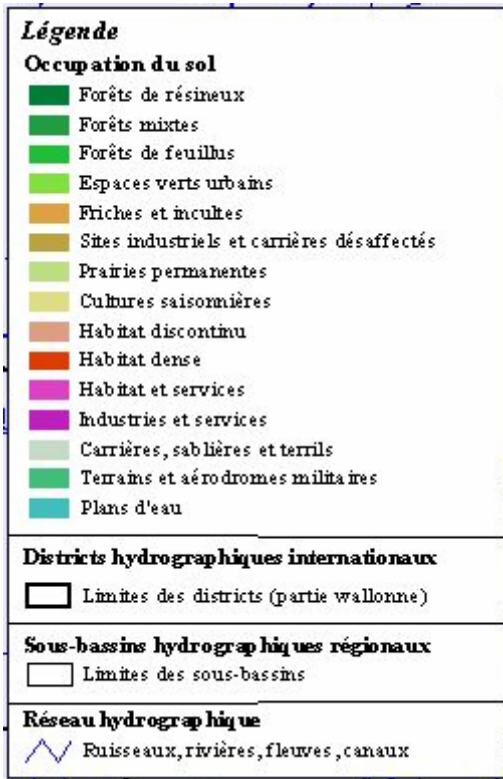 Légende
Occupation du sol
Forêts de résineux
Forêts mixtes
Forêts de feuillus
Espaces verts urbains
Friches et incultes
Sites industriels et carrières désaffectés
Prairies permanentes
Cultures saisonnières
Habitat discontinu
Habitat dense
Habitat et services
Industries et services
Carrières, sablières et terrils
Terrains et aérodromes militaires
Plans d'eau
Districts hydrographiques internationaux
Limites des districts (partie wallonne)
Sous-bassins hydrographiques régionaux
Limites des sous-bassins
Réseau hydrographique
Ruisseaux, rivières, fleuves, canaux